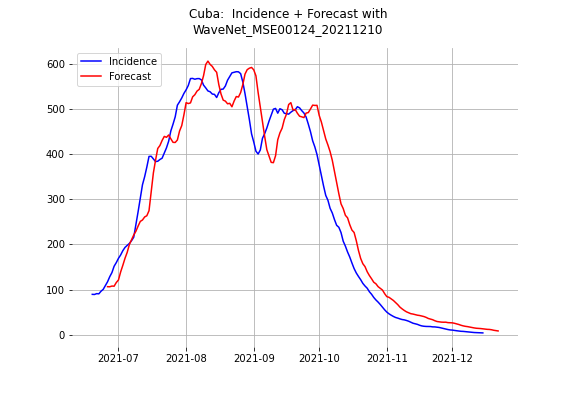 Cuba:  Incidence + Forecast with
WaveNet_MSE00124_20211210
Incidence
Forecast
600
500
400
300
200
100
0
2021-07 2021-08 2021-09 2021-10 2021-11 2021-12